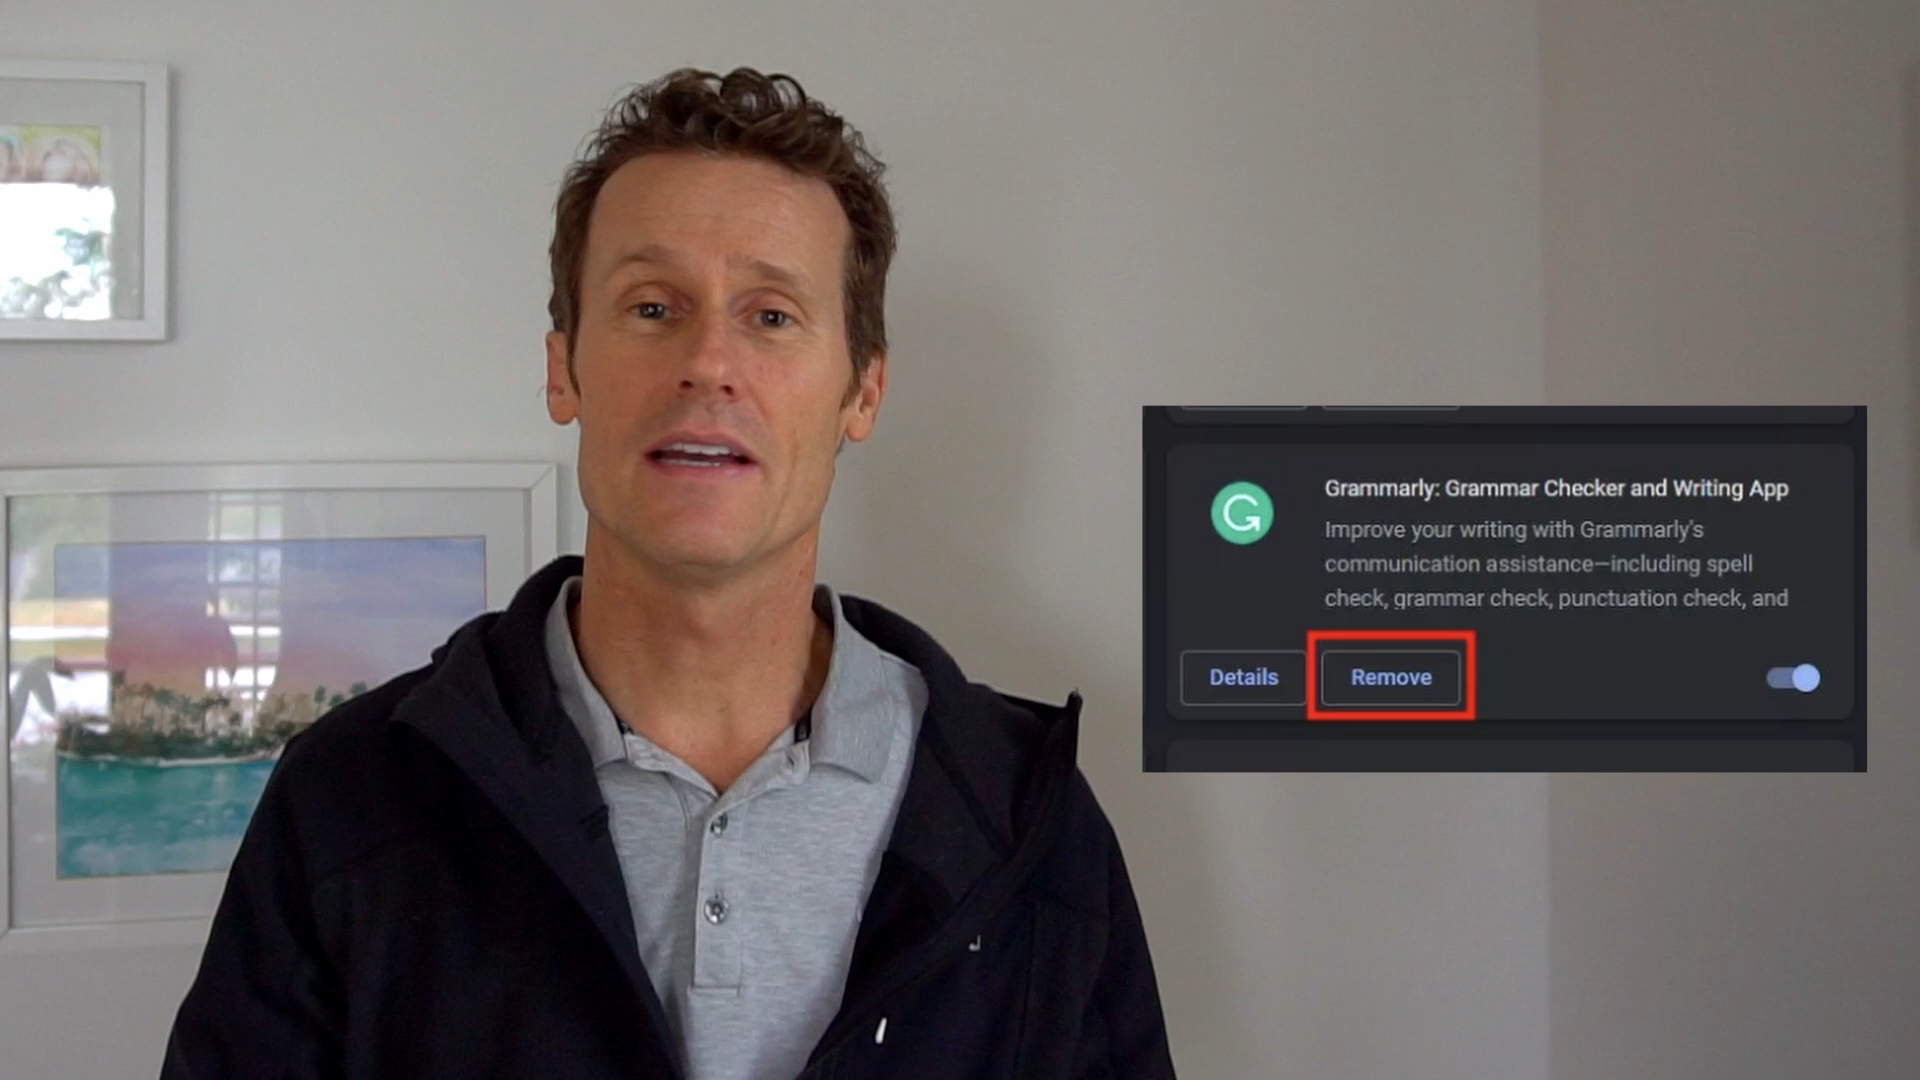 Grammarly: Grammar Checker and Writing App
Improve your writing with Grammarly's
communication assistance—including spell
check, grammar check, punctuation check, and
Details
Remove